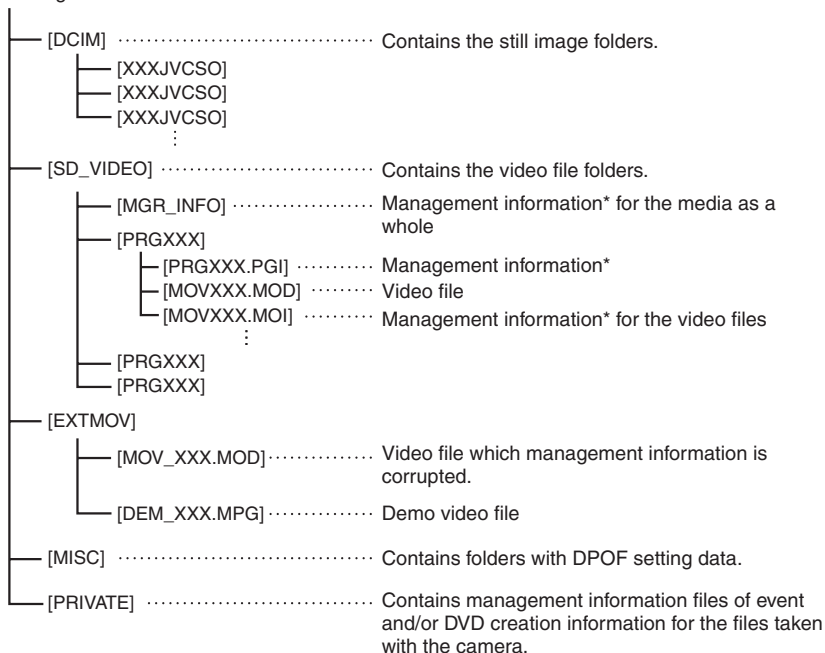 [DCIM] Contains the still image folders.
[XXXJVCSO]
[XXXJVCSO]
[XXXJVCSO]
[SD_VIDEO] Contains the video file folders.
[MGR_INFO] Management information* for the media as a
whole
[PRGXXX]
[PRGXXX.PGI] Management information*
[MOVXXX.MOD] Video file
[MOVXXX.MOI] Management information* for the video files
[PRGXXX]
[PRGXXX]
[EXTMOV]
[MOV_XXX.MOD] Video file which management information is
corrupted.
[DEM_XXX.MPG] Demo video file
[MISC] Contains folders with DPOF setting data.
[PRIVATE] Contains management information files of event
and/or DVD creation information for the files taken
with the camera.